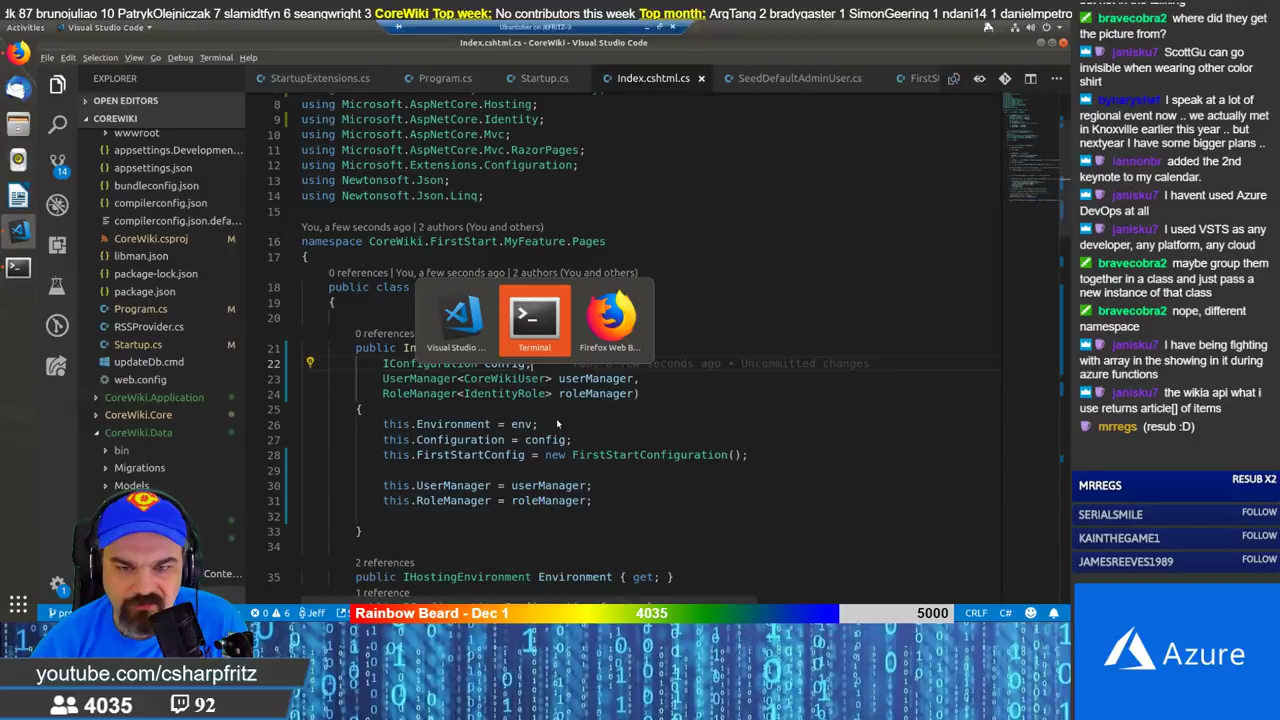 dk 87 brunojuliao 10 PatrykOlejniczak 7 slamidtfyn 6 seangwright 3 CoreWiki Top week: No contributors this week Top month: ArgTang 2 bradygaster 1 SimonGeering 1 ndani14 1 danielmpetro
Activities Visual Studio Code
Index.cshtml.cs - CoreWiki - Visual Studio Code
File Edit Selection View Go Debug Terminal Help
EXPLORER
StartupExtensions.cs Program.cs Startup.cs Index.cshtml.cs SeedDefaultAdminUser.cs FirstS
OPEN EDITORS
COREWIKI
wwwroot
appsettings.Developmen...
appsettings.json
bundleconfig.json
compilerconfig.json
compilerconfig.json.defa...
CoreWiki.csproj M
libman.json
package-lock.json
package.json
Program.cs M
RSSProvider.cs
Startup.cs M
updateDb.cmd
web.config
CoreWiki.Application
CoreWiki.Core
CoreWiki.Data
bin
Migrations
Models
Conte...
14
1
8 using Microsoft.AspNetCore.Hosting;
9 using Microsoft.AspNetCore.Identity;
10 using Microsoft.AspNetCore.Mvc;
11 using Microsoft.AspNetCore.Mvc.RazorPages;
12 using Microsoft.Extensions.Configuration;
13 using Newtonsoft.Json;
14 using Newtonsoft.Json.Linq;
15
You, a few seconds ago | 2 authors (You and others)
16 namespace CoreWiki.FirstStart.MyFeature.Pages
17 {
0 references | You, a few seconds ago | 2 authors (You and others)
18 public class
19 {
20
0 references
21 public In
22 IConfiguration config, You, a few seconds ago • Uncommitted changes
23 UserManager<CoreWikiUser> userManager,
24 RoleManager<IdentityRole> roleManager)
25 {
26 this.Environment = env;
27 this.Configuration = config;
28 this.FirstStartConfig = new FirstStartConfiguration();
29
30 this.UserManager = userManager;
31 this.RoleManager = roleManager;
32
33 }
34
2 references
35 public IHostingEnvironment Environment { get; }
1 reference
Visual Studio ... Terminal Firefox Web B...
0 6 Jeff
CRLF C#
Rainbow Beard - Dec 1 4035 5000
bravecobra2 where did they get
the picture from?
janisku7 ScottGu can go
invisible when wearing other color
shirt
I speak at a lot of
regional event now .. we actually met
in Knoxville earlier this year .. but
nextyear I have some bigger plans ..
iannonbr added the 2nd
keynote to my calendar.
janisku7 I havent used Azure
DevOps at all
janisku7 I used VSTS as any
developer, any platform, any cloud
bravecobra2 maybe group them
together in a class and just pass a
new instance of that class
bravecobra2 nope, different
namespace
janisku7 I have being fighting
with array in the showing in it during
azure functions
janisku7 the wikia api what i
use returns article[] of items
mrregs (resub :D)
MRREGS RESUB X2
SERIALSMILE FOLLOW
KAINTHEGAME1 FOLLOW
JAMESREEVES1989 FOLLOW
Azure
youtube.com/csharpfritz
4035 92